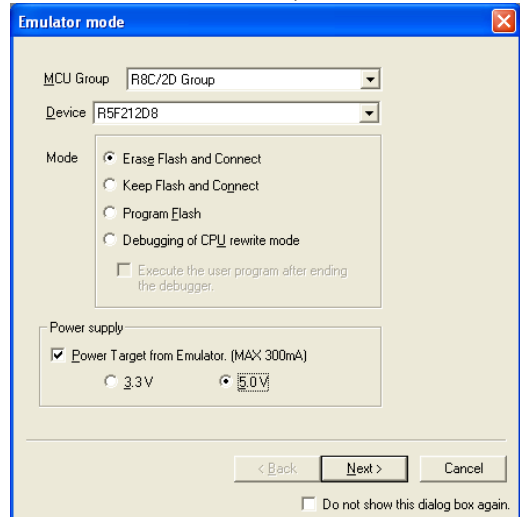 Emulator mode
MCU Group R8C/2D Group
Device R5F212D8
Mode Erase Flash and Connect
Keep Flash and Connect
Program Flash
Debugging of CPU rewrite mode
Execute the user program after ending
the debugger.
Power supply
Power Target from Emulator. (MAX 300mA)
3.3 V 5.0 V
< Back Next > Cancel
Do not show this dialog box again.